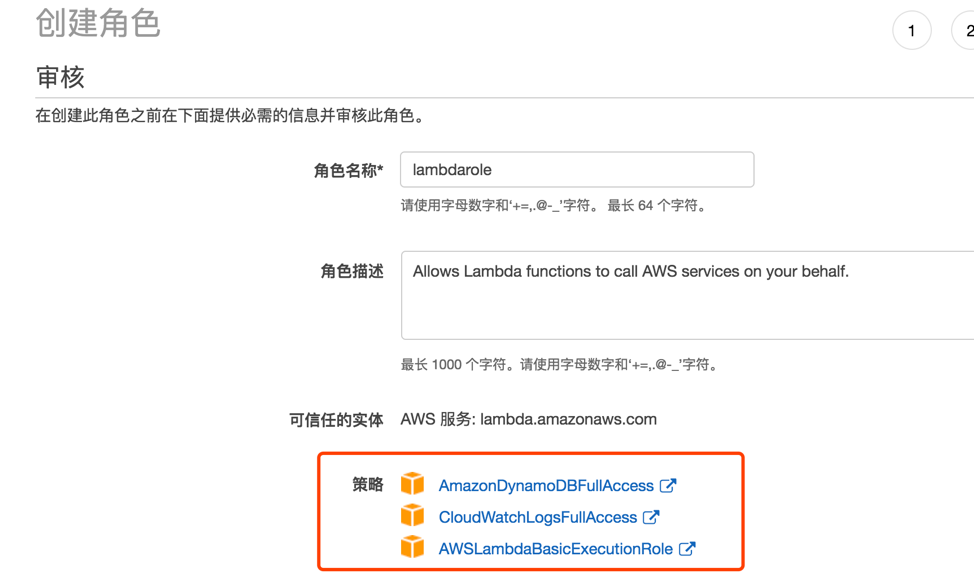 创建角色
1
2
审核
在创建此角色之前在下面提供必需的信息并审核此角色。
角色名称* lambdarole
请使用字母数字和‘+=,.@-_’字符。 最长 64 个字符。
角色描述 Allows Lambda functions to call AWS services on your behalf.
最长 1000 个字符。请使用字母数字和‘+=,.@-_’字符。
可信任的实体 AWS 服务: lambda.amazonaws.com
策略 AmazonDynamoDBFullAccess
CloudWatchLogsFullAccess
AWSLambdaBasicExecutionRole